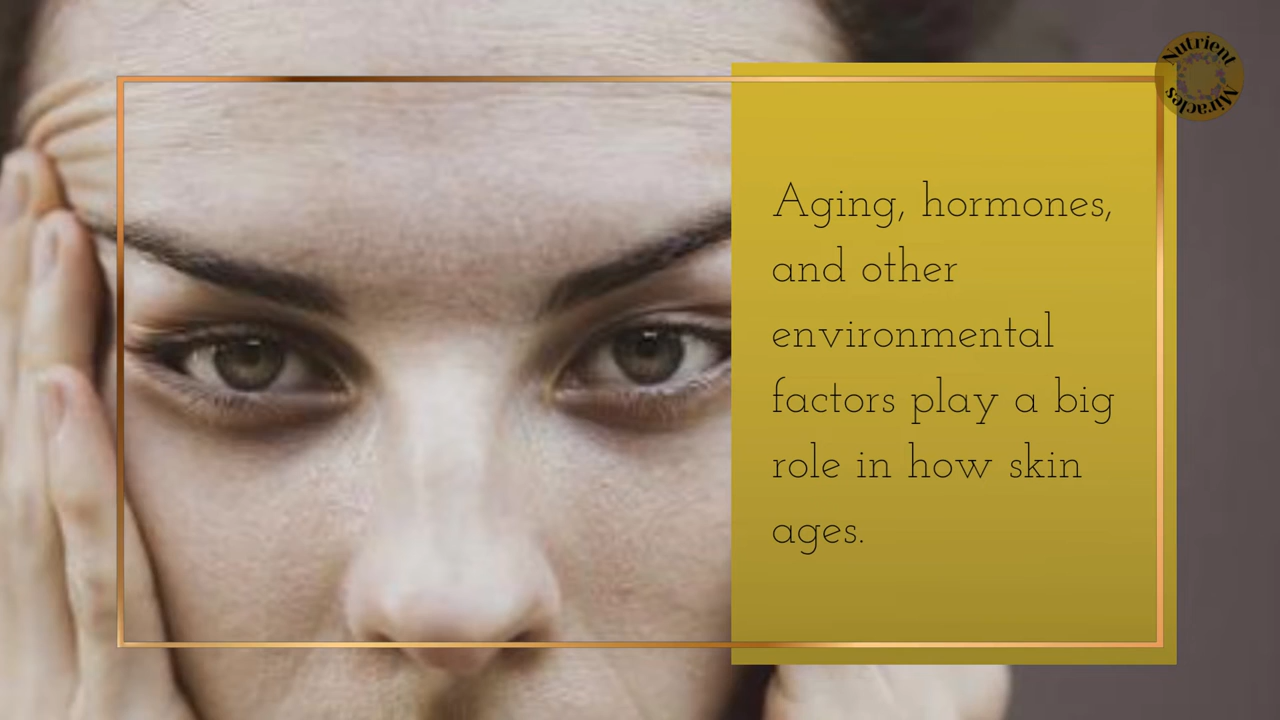 Nutrient
Miracles
Aging, hormones,
and other
environmental
factors play a big
role in how skin
ages.